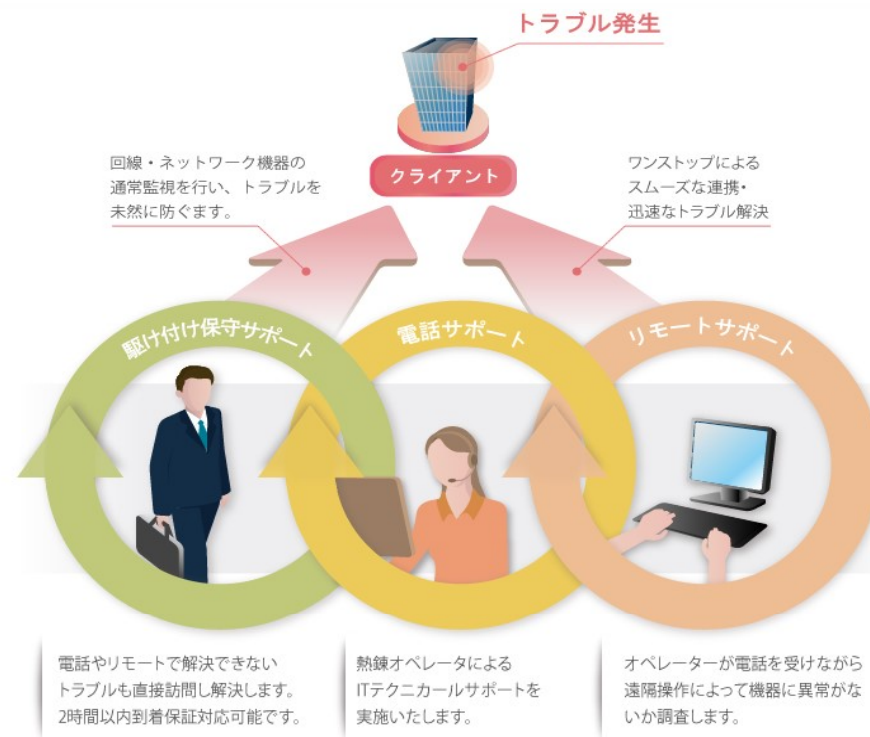 トラブル発生
クライアント
回線・ネットワーク機器の
通常監視を行い、トラブルを
未然に防ぎます。
ワンストップによる
スムーズな連携・
迅速なトラブル解決
駆け付け保守サポート
電話サポート
リモートサポート
電話やリモートで解決できない
トラブルも直接訪問し解決します。
2時間以内到着保証対応可能です。
熱錬オペレータによる
ITテクニカールサポートを
実施いたします。
オペレーターが電話を受けながら
遠隔操作によって機器に異常がな
いか調査します。